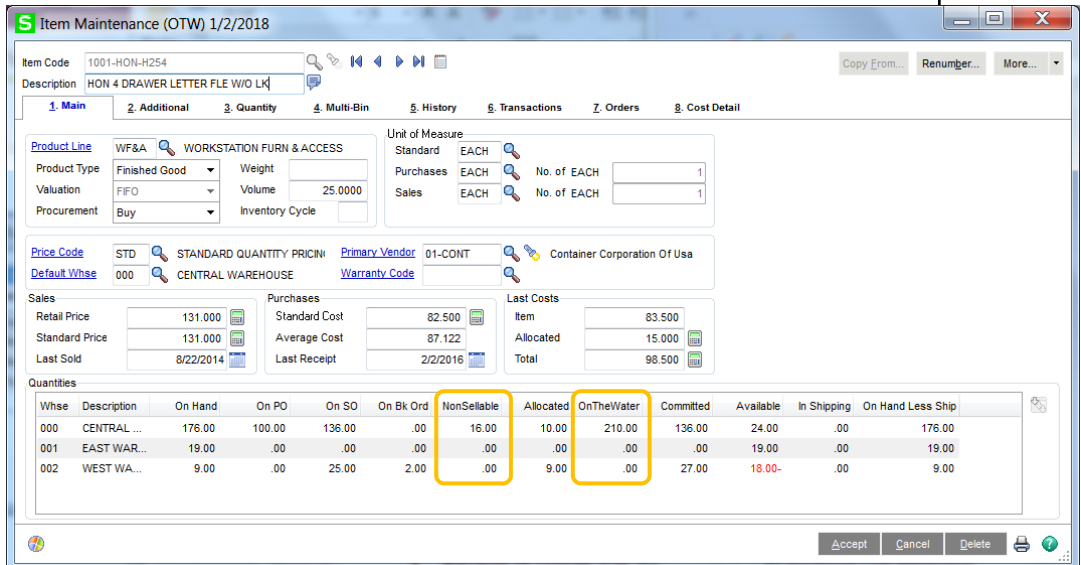 S Item Maintenance (OTW) 1/2/2018
X
Item Code 1001-HON-H254 Copy From... Renumber... More...
Description HON 4 DRAWER LETTER FLE W/O LK
1. Main 2. Additional 3. Quantity 4. Multi-Bin 5. History 6. Transactions 7. Orders 8. Cost Detail
Unit of Measure
Product Line WF&A WORKSTATION FURN & ACCESS Standard EACH
Product Type Finished Good Weight Purchases EACH No. of EACH 1
Valuation FIFO Volume 25.0000 Sales EACH No. of EACH 1
Procurement Buy Inventory Cycle
Price Code STD STANDARD QUANTITY PRICIN Primary Vendor 01-CONT Container Corporation Of Usa
Default Whse 000 CENTRAL WAREHOUSE Warranty Code
Sales Purchases Last Costs
Retail Price 131.000 Standard Cost 82.500 Item 83.500
Standard Price 131.000 Average Cost 87.122 Allocated 15.000
Last Sold 8/22/2014 Last Receipt 2/2/2016 Total 98.500
Quantities
Whse Description On Hand On PO On SO On Bk Ord NonSellable Allocated OnTheWater Committed Available In Shipping On Hand Less Ship
000 CENTRAL ... 176.00 100.00 136.00 .00 16.00 10.00 210.00 136.00 24.00 .00 176.00
001 EAST WAR... 19.00 .00 .00 .00 .00 .00 .00 .00 19.00 .00 19.00
002 WEST WA... 9.00 .00 25.00 2.00 .00 9.00 .00 27.00 18.00- .00 9.00
Accept Cancel Delete